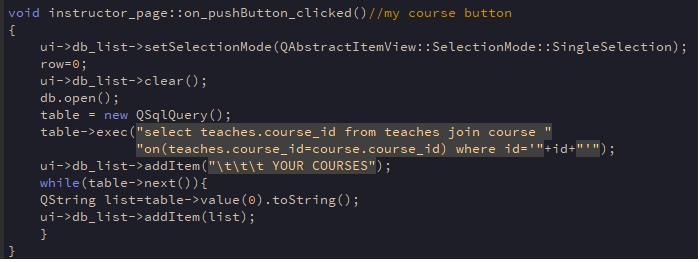 void instructor_page::on_pushButton_clicked()//my course button
{
ui->db_list->setSelectionMode(QAbstractItemView::SelectionMode::SingleSelection);
row=0;
ui->db_list->clear();
db.open();
table = new QSqlQuery();
table->exec("select teaches.course_id from teaches join course "
"on(teaches.course_id=course.course_id) where id='"+id+"'");
ui->db_list->addItem("\t\t\t YOUR COURSES");
while(table->next()){
QString list=table->value(0).toString();
ui->db_list->addItem(list);
}
}